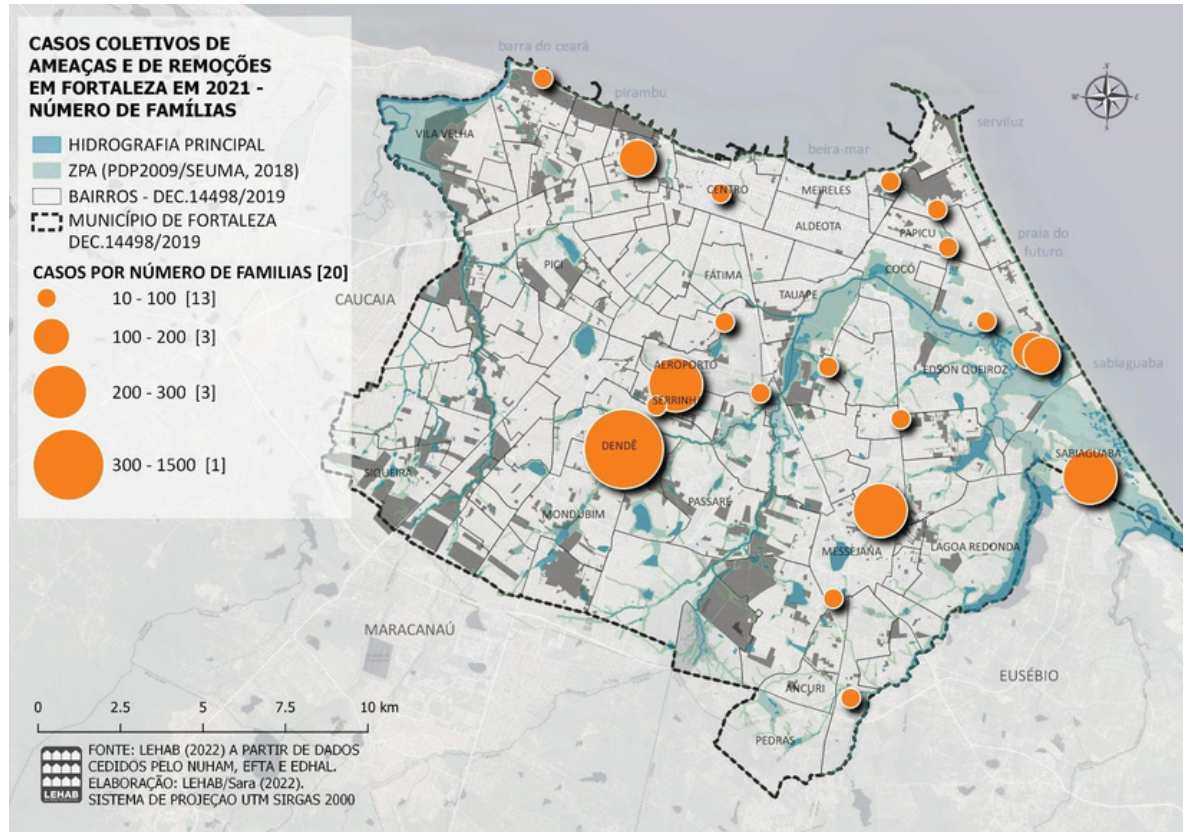 CASOS COLETIVOS DE
AMEAÇAS E DE REMOÇÕES
EM FORTALEZA EM 2021 -
NÚMERO DE FAMÍLIAS
HIDROGRAFIA PRINCIPAL
ZPA (PDP2009/SEUMA, 2018)
BAIRROS - DEC.14498/2019
MUNICÍPIO DE FORTALEZA
DEC.14498/2019
CASOS POR NÚMERO DE FAMILIAS [20]
10 - 100 [13]
100 - 200 [3]
200 - 300 [3]
300 - 1500 [1]
barra do ceará
pirambu
serviluz
beira-mar
VILA VELHA
CENTRO
MEIRELES
ALDEOTA
PAPICU
praia do
futuro
PICI
FÁTIMA
COCÓ
TAUAPE
CAUCAIA
AEROPORTO
EDSON QUEIROZ
sabiaguaba
SERRINH
DENDÊ
SABIAGUABA
SIQUEIRA
PASSARÉ
MONDUBIM
MESSEJANA
LAGOA REDONDA
MARACANAÚ
EUSÉBIO
ANCURI
PEDRAS
0 2.5 5 7.5 10 km
N
LEHAB
FONTE: LEHAB (2022) A PARTIR DE DADOS
CEDIDOS PELO NUHAM, EFTA E EDHAL.
ELABORAÇÃO: LEHAB/Sara (2022).
SISTEMA DE PROJEÇAO UTM SIRGAS 2000